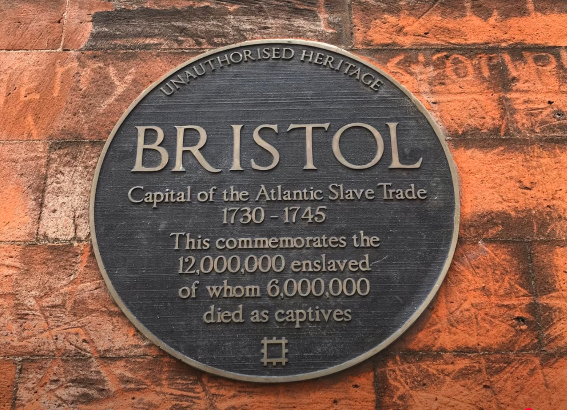 UNAUTHORISED HERITAGE
BRISTOL
Capital of the Atlantic Slave Trade
1730 - 1745
This commemorates the
12,000,000 enslaved
of whom 6,000,000
died as captives